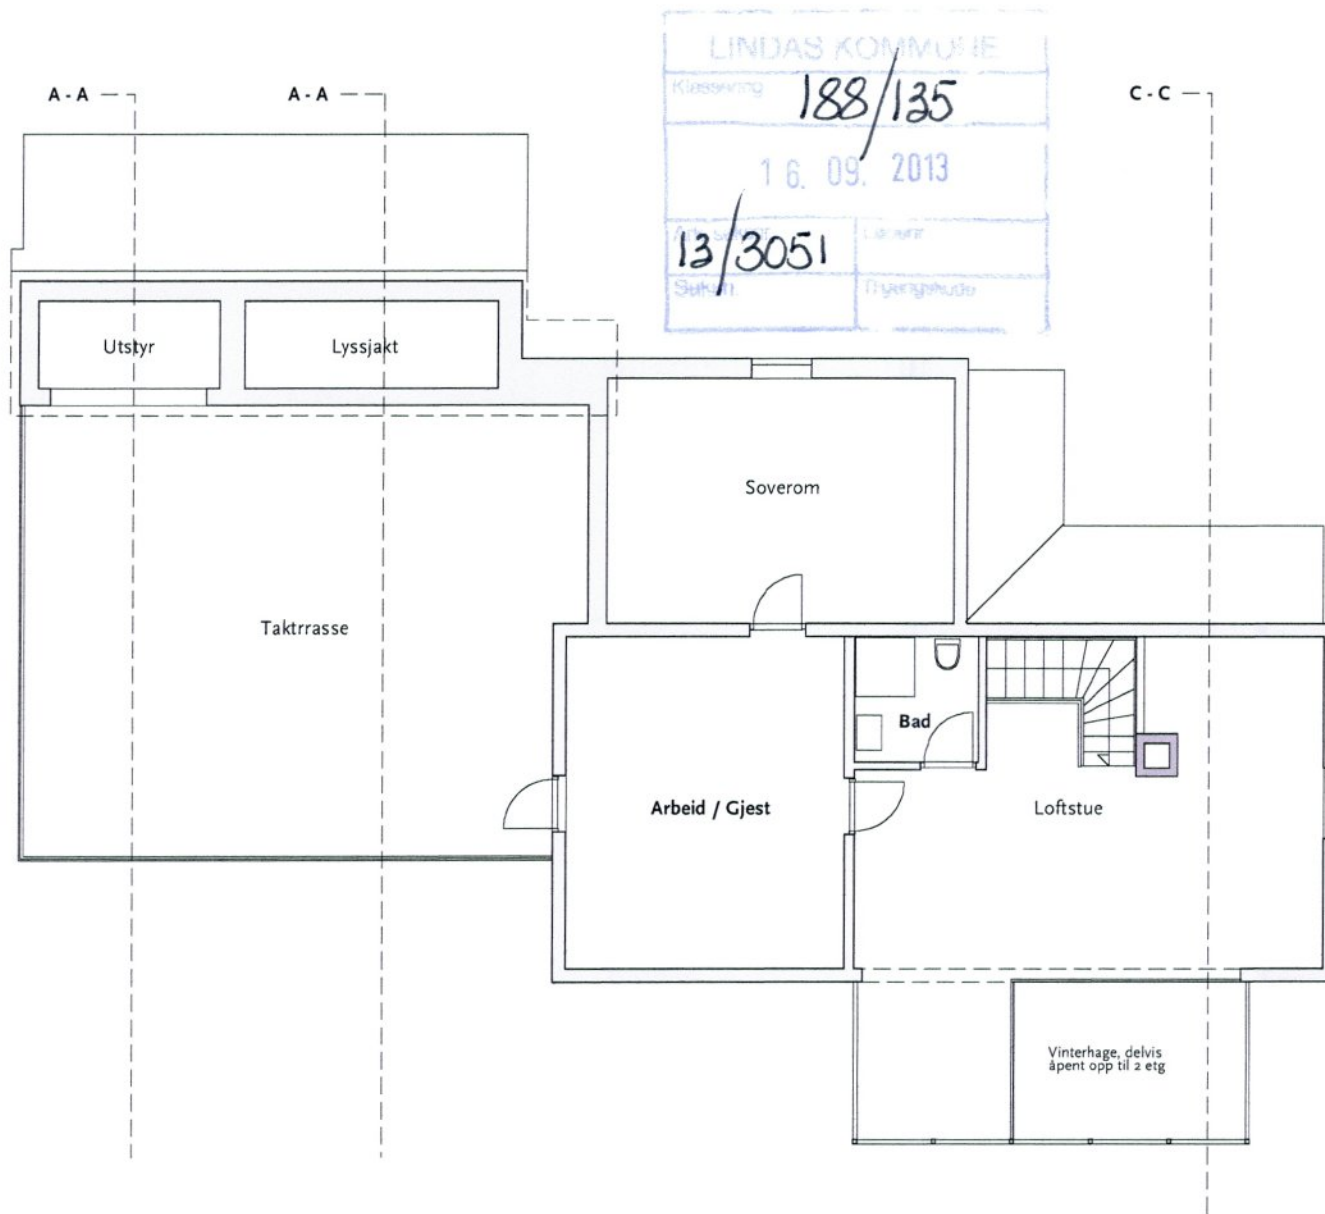 LINDAS KOMMUNE
Klassering
188/135
16. 09. 2013
13/3051
A - A
A - A
C - C
Utstyr
Lyssjakt
Soverom
Taktrrasse
Bad
Arbeid / Gjest
Loftstue
Vinterhage, delvis
åpent opp til 2 etg